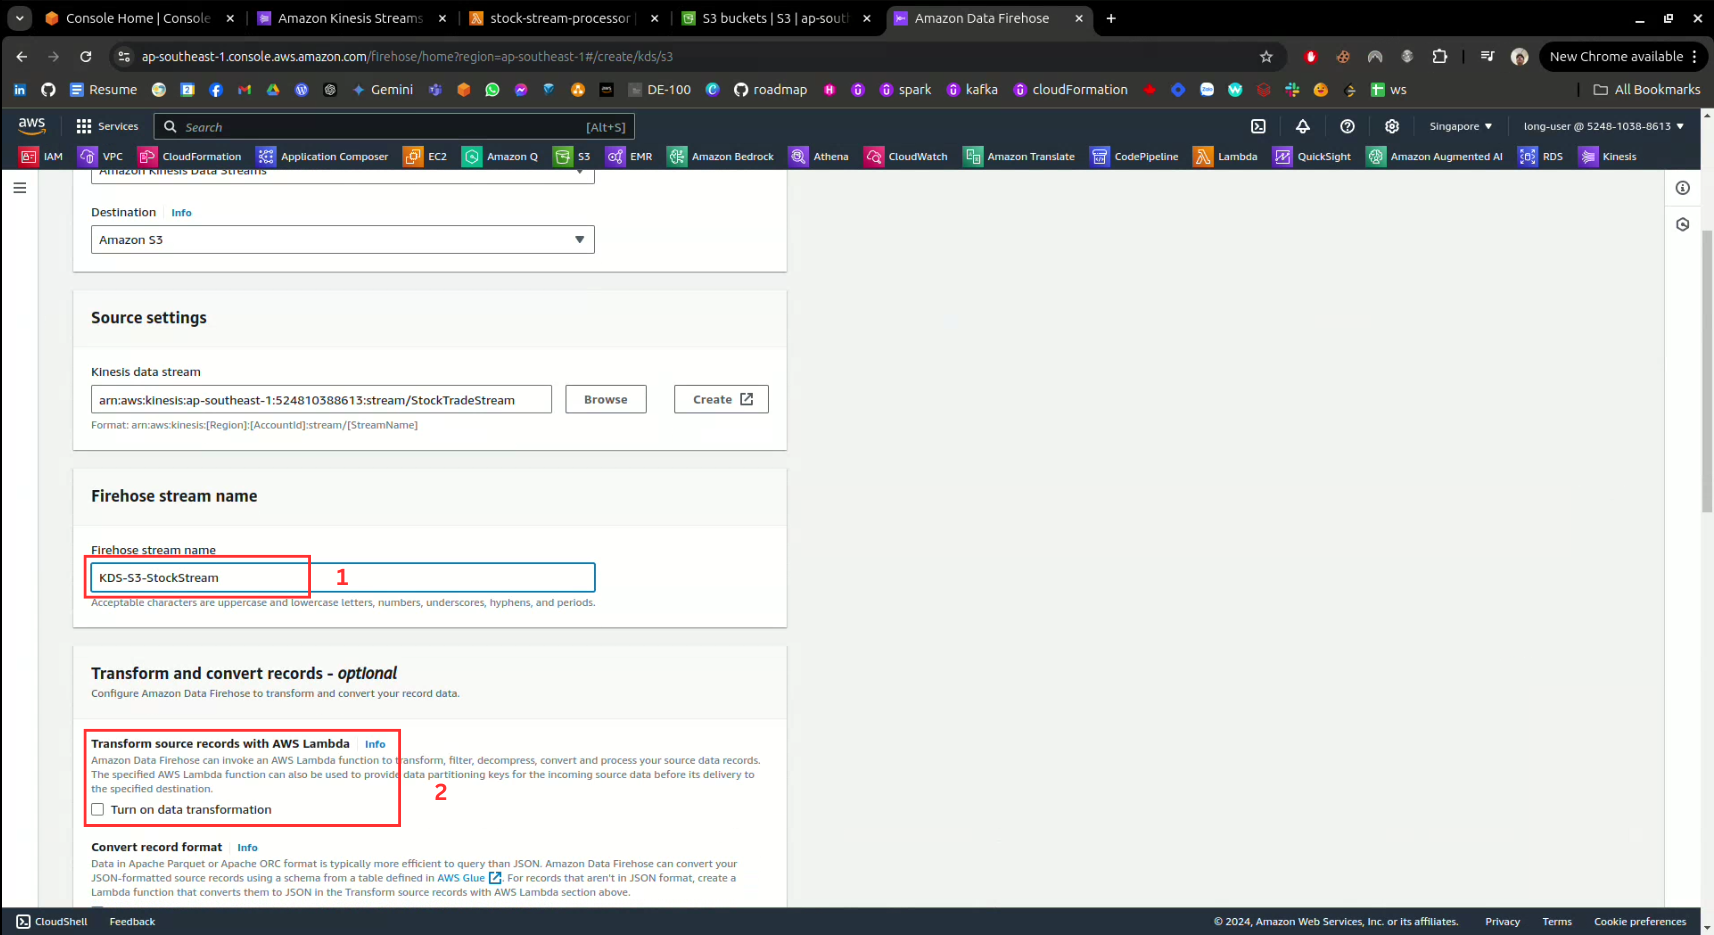 Console Home | Console
Amazon Kinesis Streams
stock-stream-processor
S3 buckets | S3 | ap-sout
Amazon Data Firehose
ap-southeast-1.console.aws.amazon.com/firehose/home?region=ap-southeast-1#/create/kds/s3
New Chrome available
Resume
Gemini
DE-100
roadmap
spark
kafka
cloudFormation
ws
All Bookmarks
aws
Services
Search
[Alt+S]
Singapore
long-user @ 5248-1038-8613
IAM
VPC
CloudFormation
Application Composer
EC2
Amazon Q
S3
EMR
Amazon Bedrock
Athena
CloudWatch
Amazon Translate
CodePipeline
Lambda
QuickSight
Amazon Augmented AI
RDS
Kinesis
Amazon Kinesis Data Streams
Destination Info
Amazon S3
Source settings
Kinesis data stream
arn:aws:kinesis:ap-southeast-1:524810388613:stream/StockTradeStream
Browse
Create
Format: arn:aws:kinesis:[Region]:[AccountId]:stream/[StreamName]
Firehose stream name
Firehose stream name
KDS-S3-StockStream
1
Acceptable characters are uppercase and lowercase letters, numbers, underscores, hyphens, and periods.
Transform and convert records - optional
Configure Amazon Data Firehose to transform and convert your record data.
Transform source records with AWS Lambda Info
Amazon Data Firehose can invoke an AWS Lambda function to transform, filter, decompress, convert and process your source data records.
The specified AWS Lambda function can also be used to provide data partitioning keys for the incoming source data before its delivery to
the specified destination.
2
Turn on data transformation
Convert record format Info
Data in Apache Parquet or Apache ORC format is typically more efficient to query than JSON. Amazon Data Firehose can convert your
JSON-formatted source records using a schema from a table defined in AWS Glue. For records that aren't in JSON format, create a
Lambda function that converts them to JSON in the Transform source records with AWS Lambda section above.
CloudShell
Feedback
© 2024, Amazon Web Services, Inc. or its affiliates.
Privacy
Terms
Cookie preferences